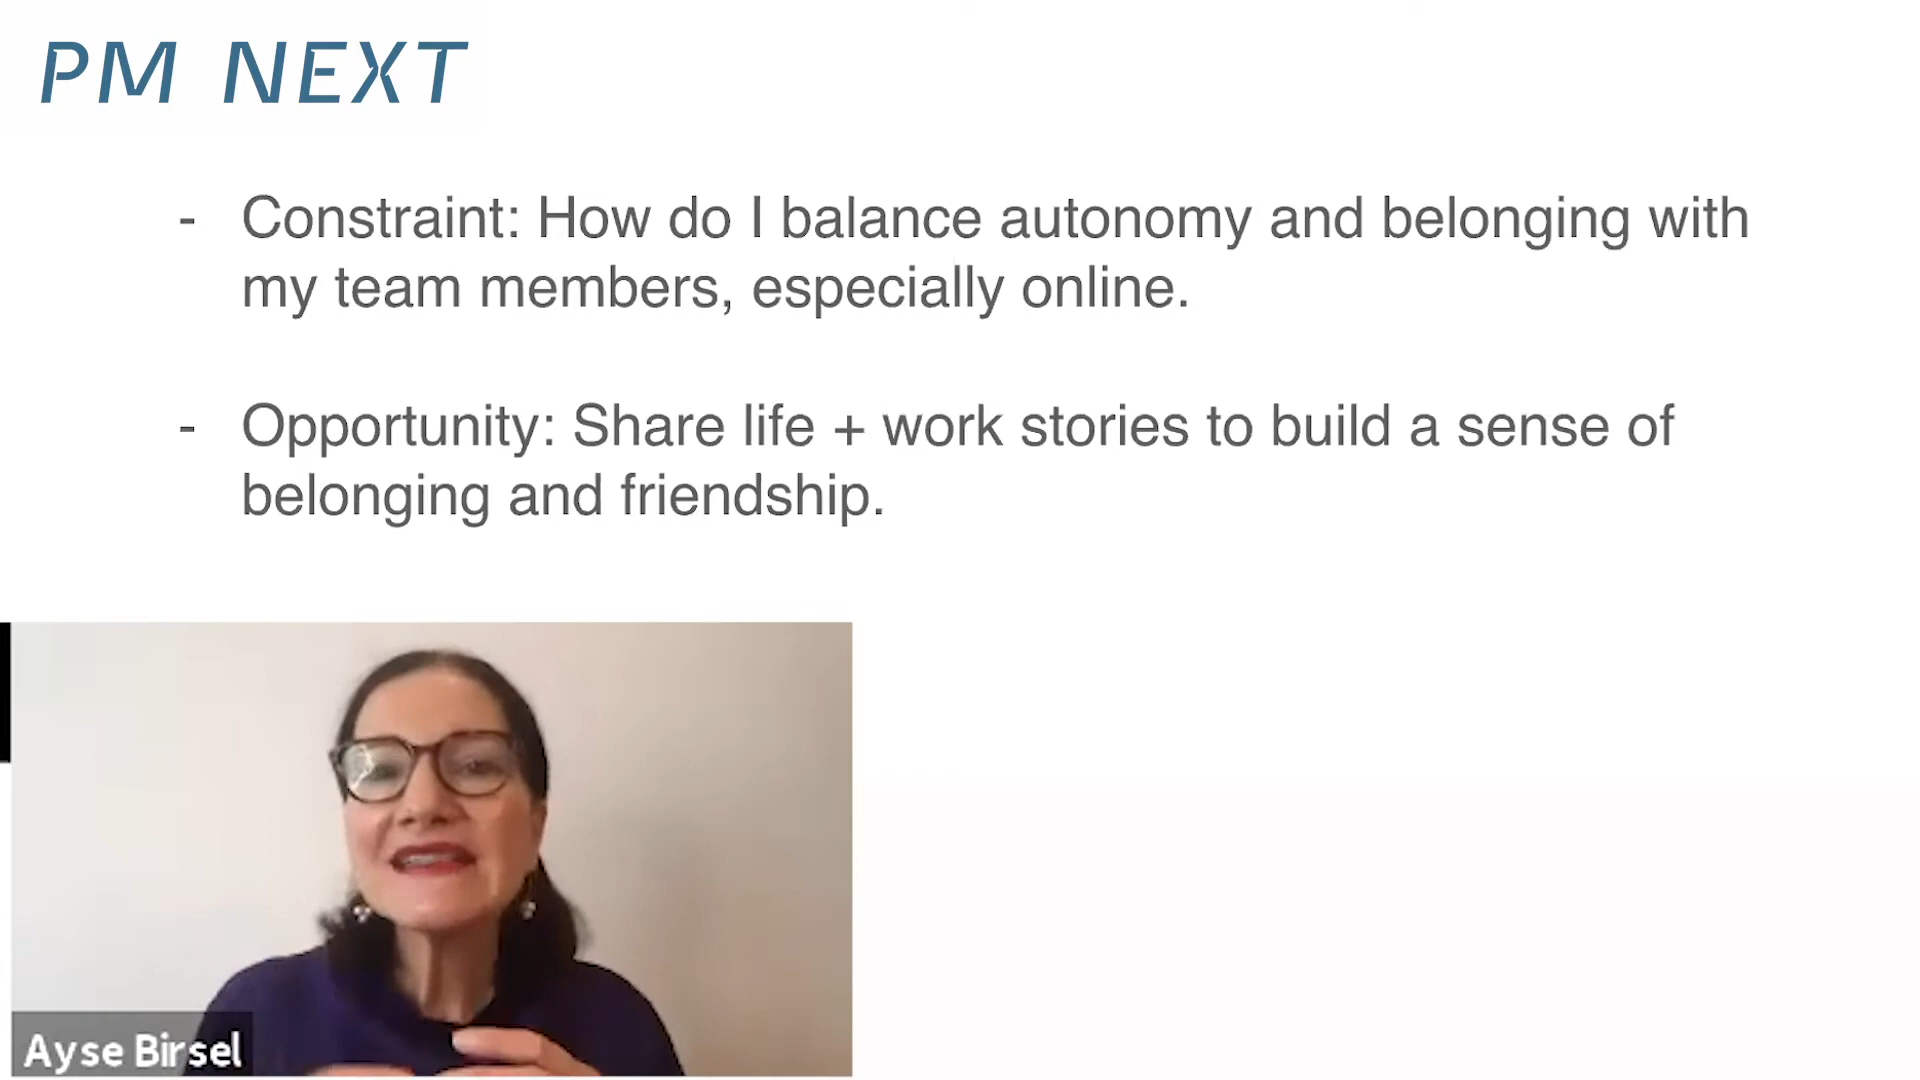 PM NEXT
- Constraint: How do I balance autonomy and belonging with
my team members, especially online.
- Opportunity: Share life + work stories to build a sense of
belonging and friendship.
Ayse Birsel